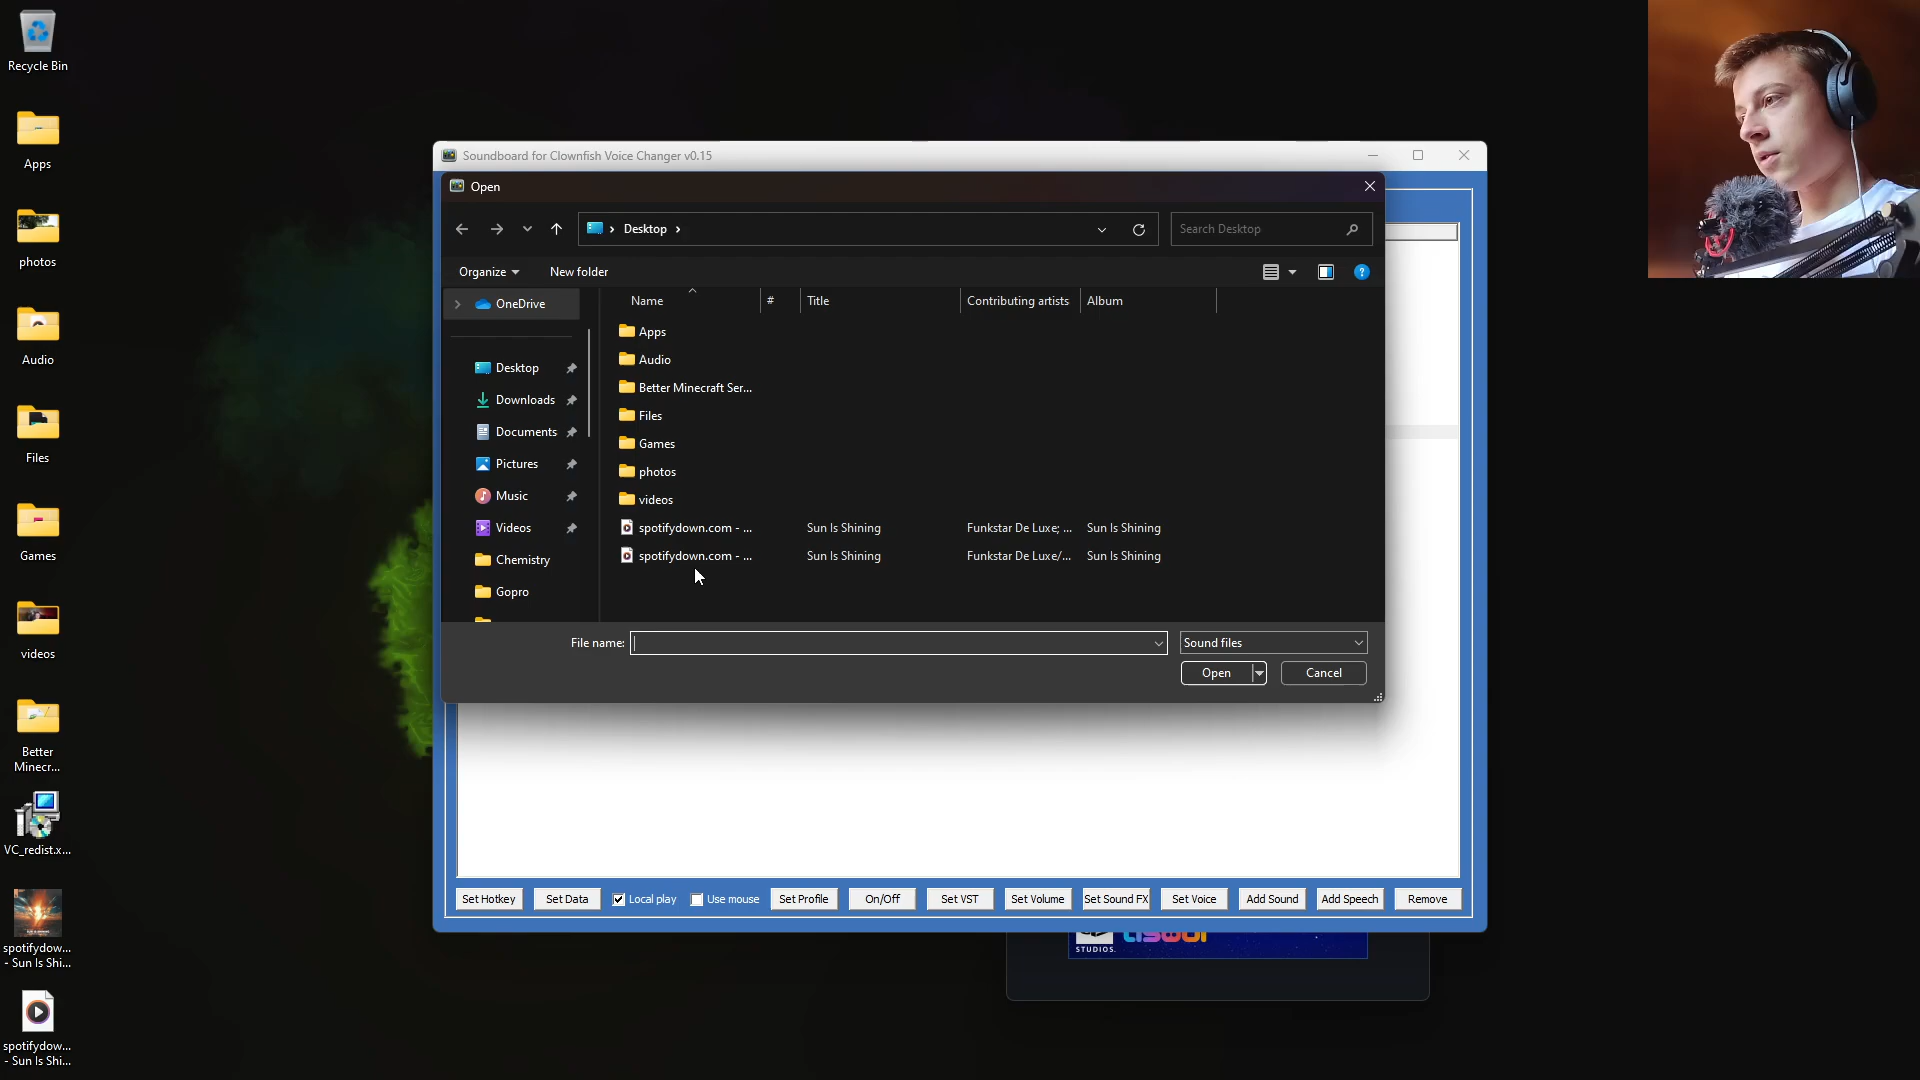 Recycle Bin
Apps
photos
Audio
Files
Games
videos
Better
Minecr...
VC_redist.x...
spotifydow...
- Sun Is Shi...
spotifydow...
- Sun Is Shi...
Soundboard for Clownfish Voice Changer v0.15
Open
Desktop
Search Desktop
Organize
New folder
OneDrive
Desktop
Downloads
Documents
Pictures
Music
Videos
Chemistry
Gopro
Name # Title Contributing artists Album
Apps
Audio
Better Minecraft Ser...
Files
Games
photos
videos
spotifydown.com - ... Sun Is Shining Funkstar De Luxe; ... Sun Is Shining
spotifydown.com - ... Sun Is Shining Funkstar De Luxe/... Sun Is Shining
File name: Sound files
Open Cancel
Set Hotkey Set Data Local play Use mouse Set Profile On/Off Set VST Set Volume Set Sound FX Set Voice Add Sound Add Speech Remove
STUDIOS.